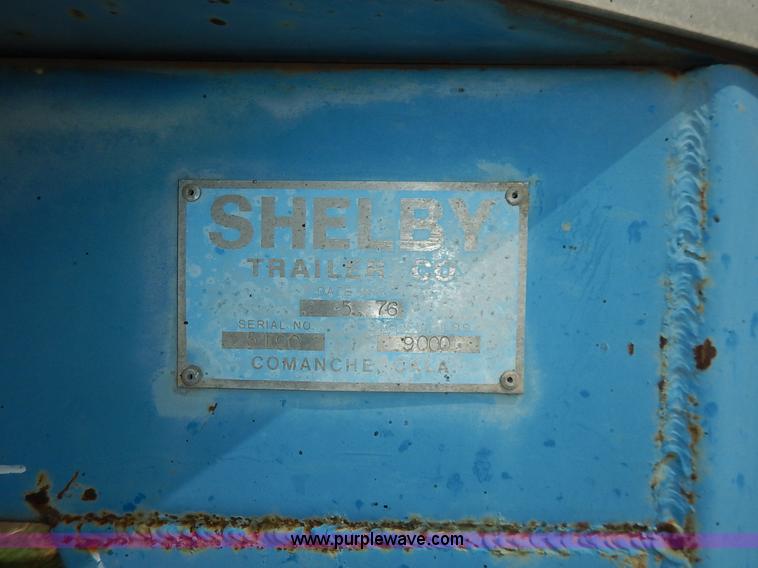 SHELBY
TRAILER CO
5 76
SERIAL NO
9000
COMANCHE, OKLA
www.purplewave.com